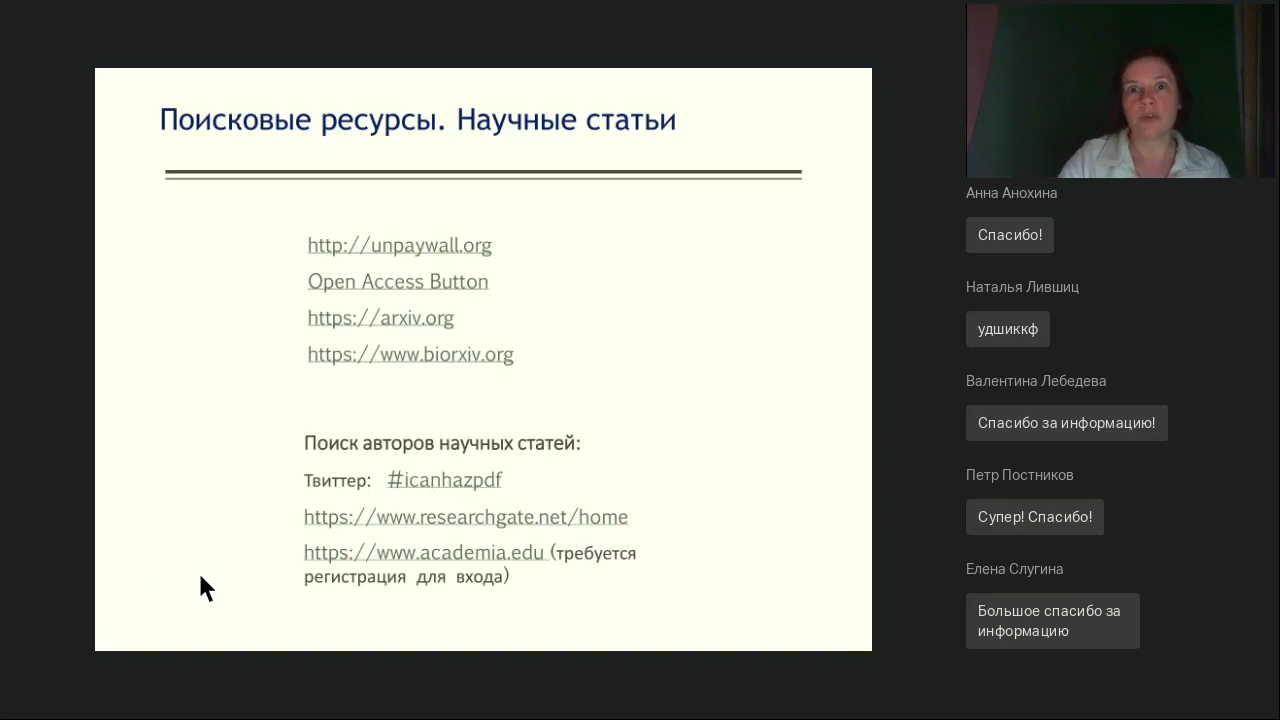 Поисковые ресурсы. Научные статьи
http://unpaywall.org
Open Access Button
https://arxiv.org
https://www.biorxiv.org
Поиск авторов научных статей:
Твиттер: #icanhazpdf
https://www.researchgate.net/home
https://www.academia.edu (требуется
регистрация для входа)
Анна Анохина
Спасибо!
Наталья Лившиц
удшиккф
Валентина Лебедева
Спасибо за информацию!
Петр Постников
Супер! Спасибо!
Елена Слугина
Большое спасибо за
информацию